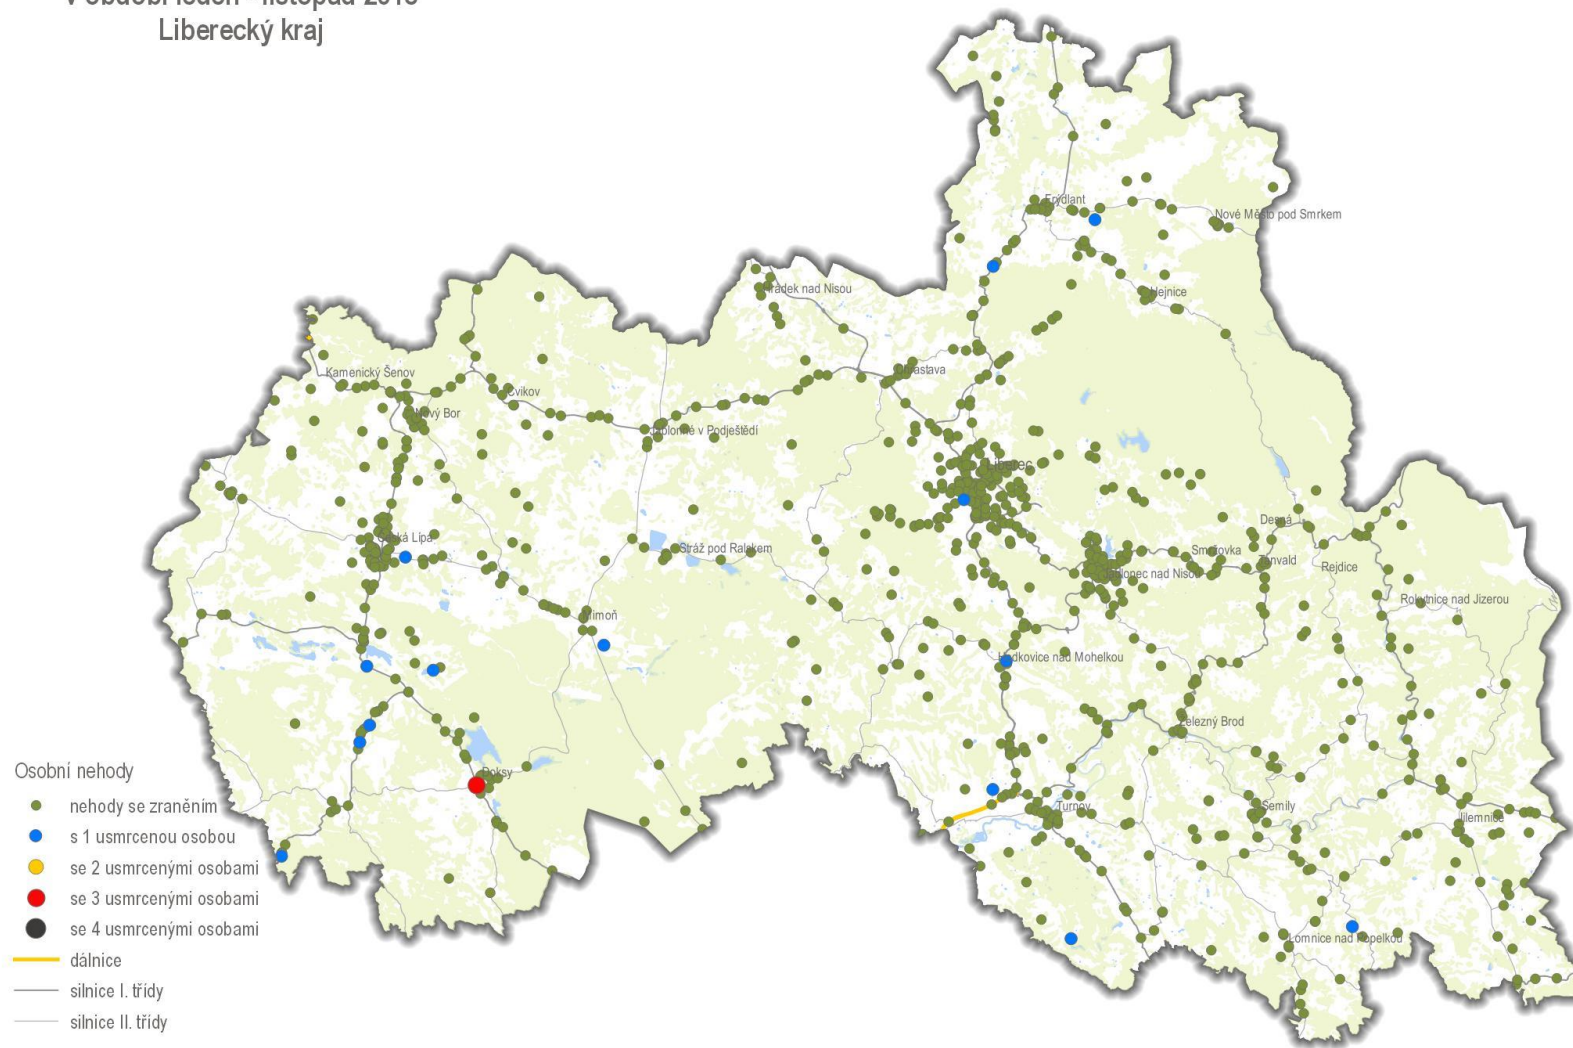 Liberecký kraj
Frýdlant
Nové Město pod Smrkem
Hrádek nad Nisou
Hejnice
Kamenický Šenov
Chrastava
Cvikov
Nový Bor
Jablonné v Podještědí
Liberec
Desná
Česká Lípa
Stráž pod Ralskem
Smržovka
Tanvald
Rejdice
Jablonec nad Nisou
Rokytnice nad Jizerou
Mimoň
Hodkovice nad Mohelkou
Železný Brod
Doksy
Turnov
Semily
Jilemnice
Lomnice nad Popelkou
Osobní nehody
nehody se zraněním
s 1 usmrcenou osobou
se 2 usmrcenými osobami
se 3 usmrcenými osobami
se 4 usmrcenými osobami
dálnice
silnice I. třídy
silnice II. třídy